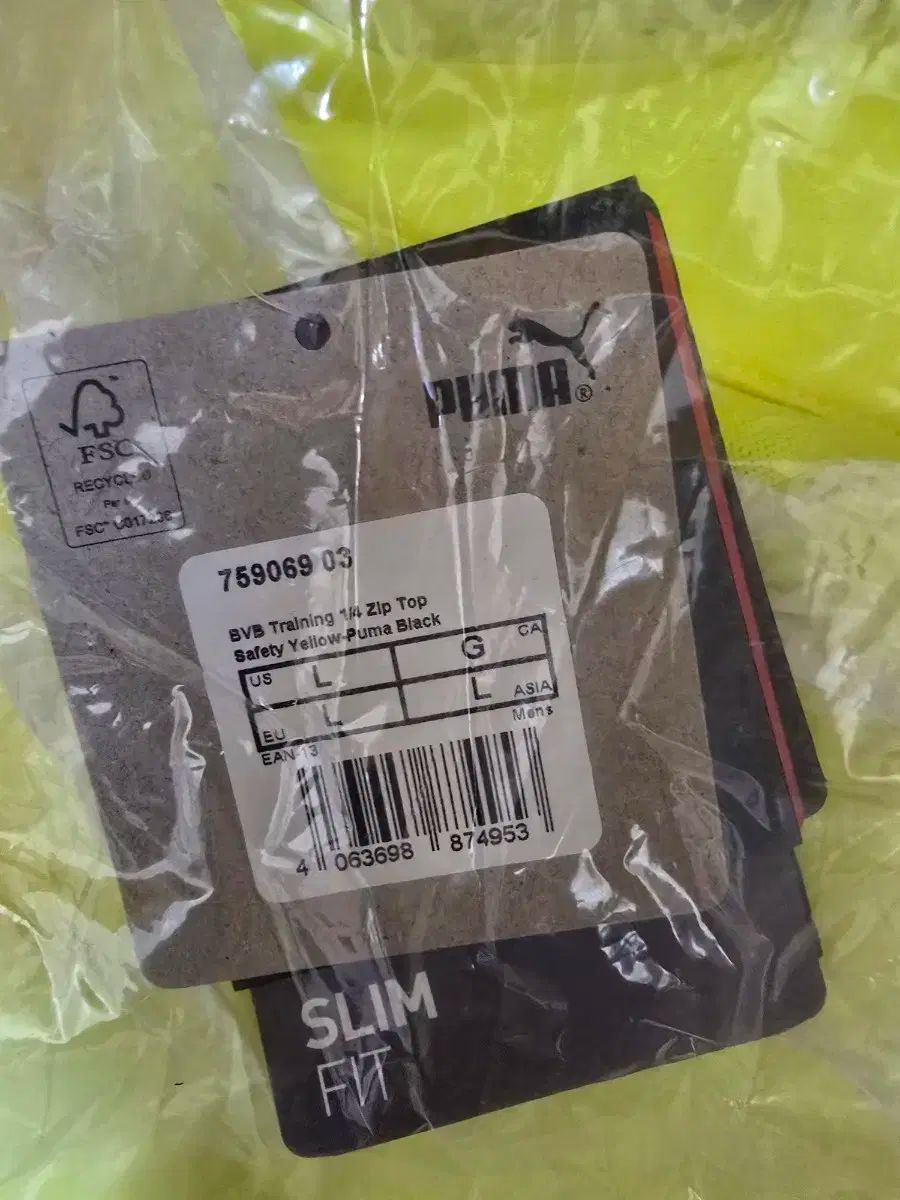 PUMA®
FSC™
RECYCLED
FSC®
759069 03
BVB Training 1/4 Zip Top
Safety Yellow-Puma Black
US L G CA
EU L L ASIA
Mens
EAN-13
4 063698 874953
SLIM
FIT